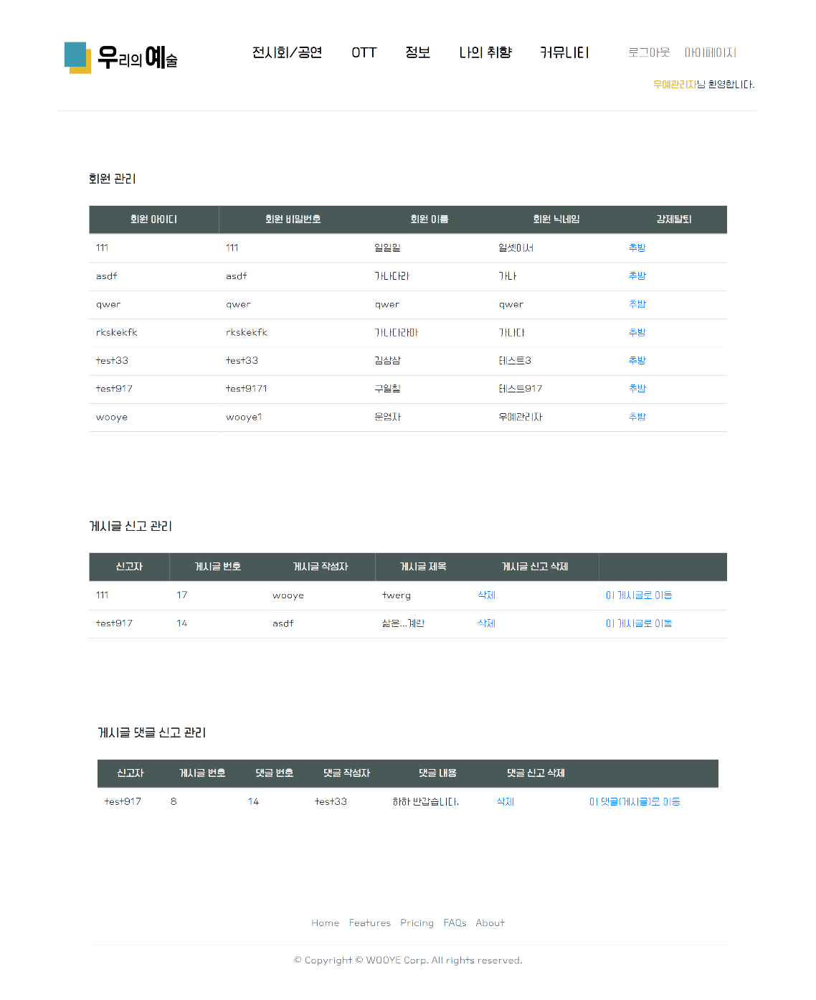 우리의 예술
전시회/공연 OTT 정보 나의 취향 커뮤니티 로그아웃 마이페이지
우예관리자님 환영합니다.
회원 관리
회원 아이디 회원 비밀번호 회원 이름 회원 닉네임 강제탈퇴
111 111 일일일 일셋이서 추방
asdf asdf 가나다라 가나 추방
qwer qwer qwer qwer 추방
rkskekfk rkskekfk 가나다라마 가나다 추방
test33 test33 김삼삼 테스트3 추방
test917 test9171 구일칠 테스트917 추방
wooye wooye1 운영자 우예관리자 추방
게시글 신고 관리
신고자 게시글 번호 게시글 작성자 게시글 제목 게시글 신고 삭제
111 17 wooye twerg 삭제 이 게시글로 이동
test917 14 asdf 삶은...계란 삭제 이 게시글로 이동
게시글 댓글 신고 관리
신고자 게시글 번호 댓글 번호 댓글 작성자 댓글 내용 댓글 신고 삭제
test917 8 14 test33 하하 반갑습니다. 삭제 이 댓글(게시글)로 이동
Home Features Pricing FAQs About
© Copyright © WOOYE Corp. All rights reserved.